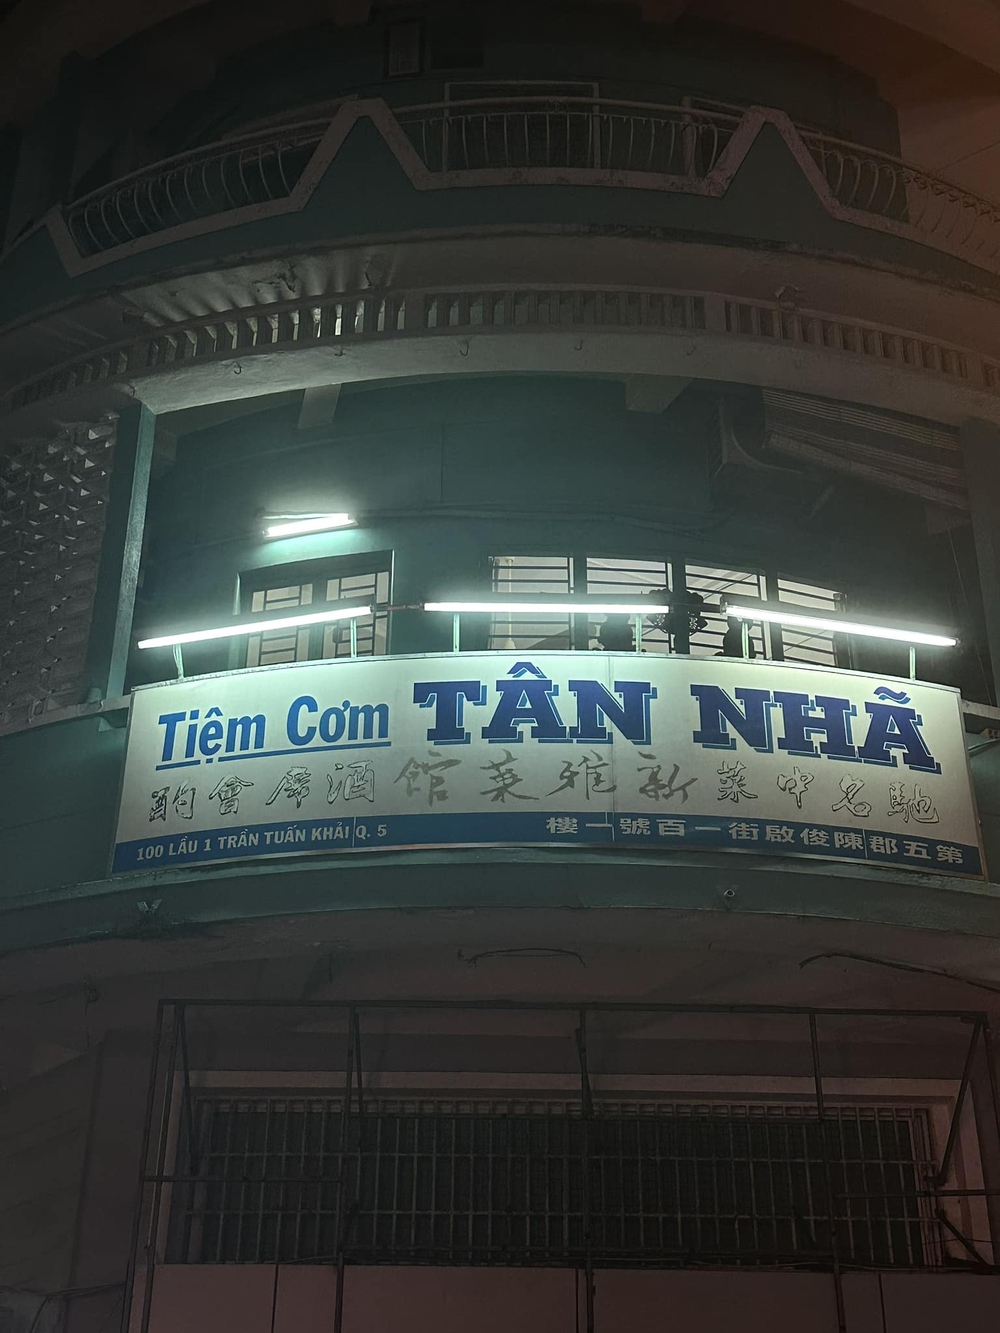 Tiệm Cơm TÂN NHÃ
馳名中菜 新雅菜館 酒席會酌
100 LẦU 1 TRẦN TUẤN KHẢI Q. 5
第五郡陳俊啟街一百號一樓